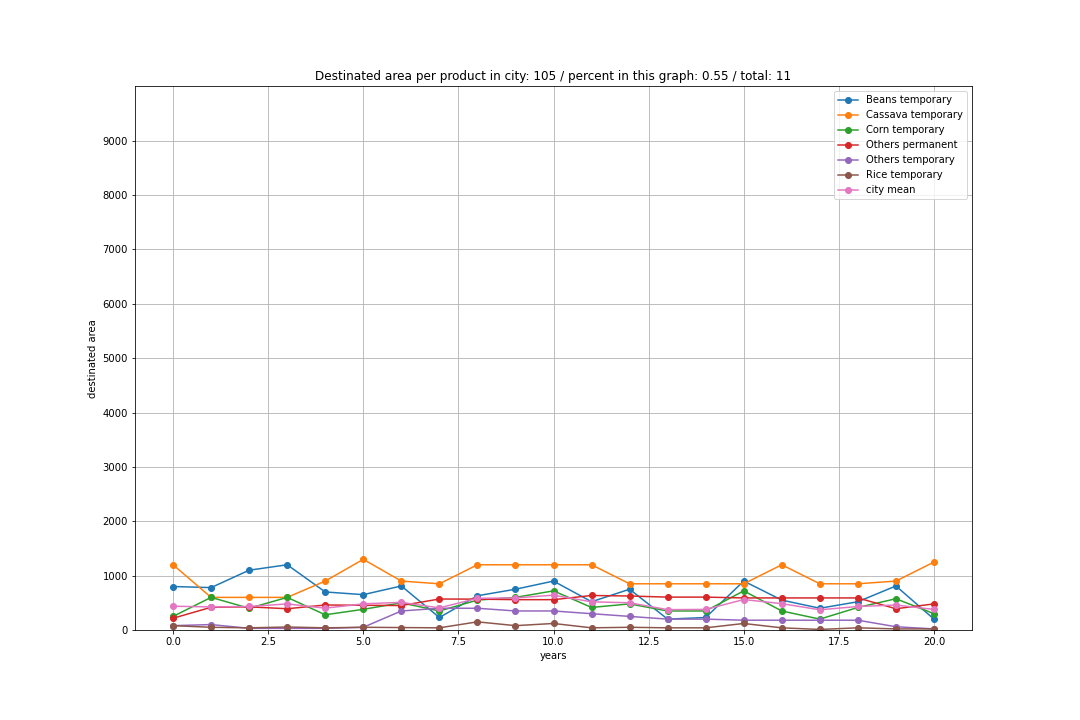 Destinated area per product in city: 105 / percent in this graph: 0.55 / total: 11
Beans temporary
Cassava temporary
Corn temporary
Others permanent
Others temporary
Rice temporary
city mean
destinated area
9000
8000
7000
6000
5000
4000
3000
2000
1000
0
0.0 2.5 5.0 7.5 10.0 12.5 15.0 17.5 20.0
years